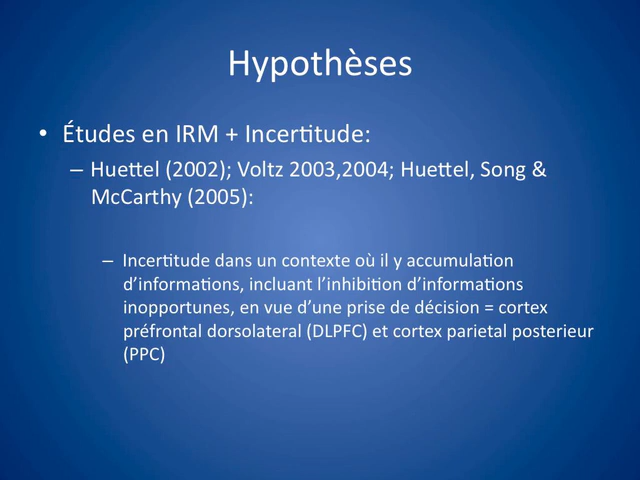 Hypothèses
• Études en IRM + Incertitude:
– Huettel (2002); Voltz 2003,2004; Huettel, Song &
McCarthy (2005):
– Incertitude dans un contexte où il y accumulation
d’informations, incluant l’inhibition d’informations
inopportunes, en vue d’une prise de décision = cortex
préfrontal dorsolateral (DLPFC) et cortex parietal posterieur
(PPC)